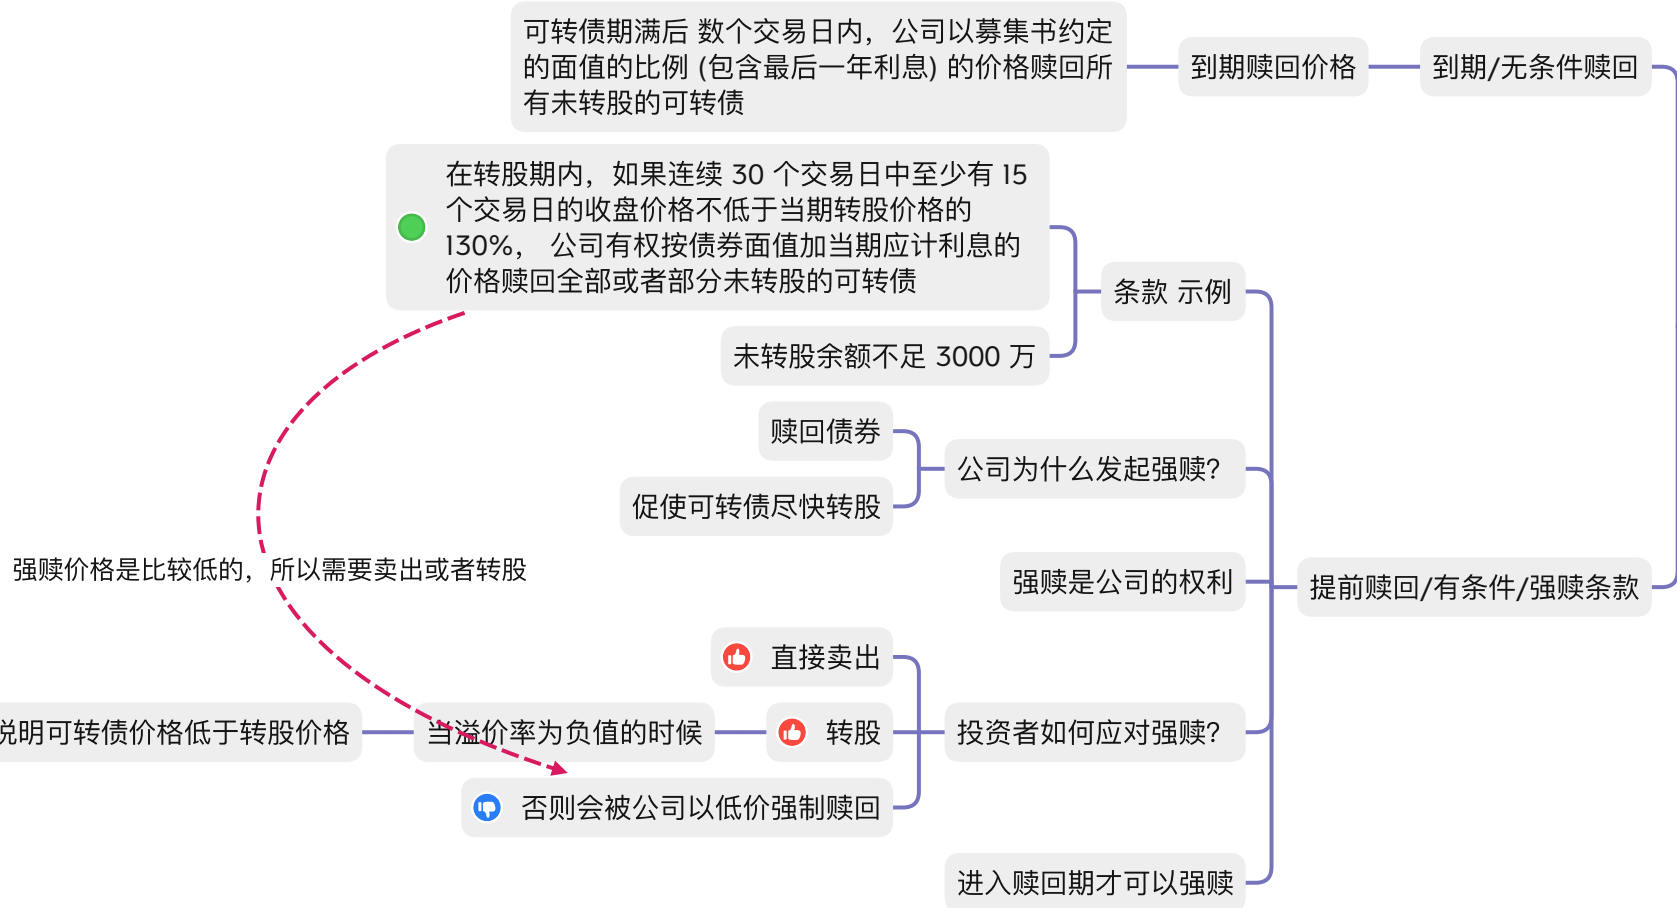 可转债期满后 数个交易日内，公司以募集书约定
的面值的比例 (包含最后一年利息) 的价格赎回所
有未转股的可转债
到期赎回价格
到期/无条件赎回
在转股期内，如果连续 30 个交易日中至少有 15
个交易日的收盘价格不低于当期转股价格的
130%， 公司有权按债券面值加当期应计利息的
价格赎回全部或者部分未转股的可转债
条款 示例
未转股余额不足 3000 万
赎回债券
公司为什么发起强赎？
促使可转债尽快转股
强赎价格是比较低的，所以需要卖出或者转股
强赎是公司的权利
提前赎回/有条件/强赎条款
直接卖出
说明可转债价格低于转股价格
当溢价率为负值的时候
转股
投资者如何应对强赎？
否则会被公司以低价强制赎回
进入赎回期才可以强赎